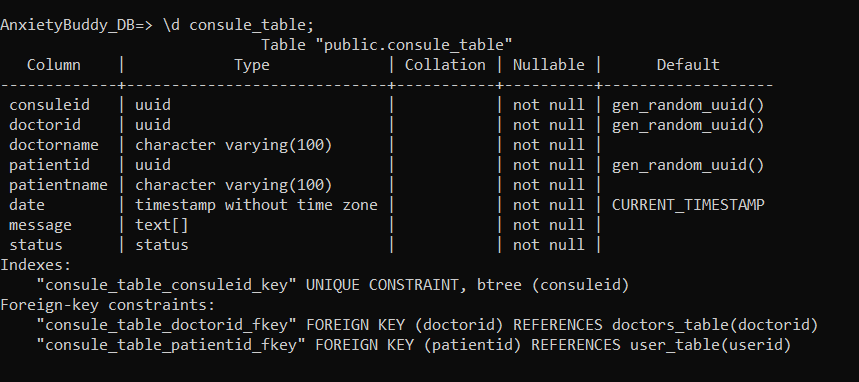 AnxietyBuddy_DB=> \d consule_table;
                          Table "public.consule_table"
   Column    |            Type             | Collation | Nullable |      Default
-------------+-----------------------------+-----------+----------+-------------------
 consuleid   | uuid                        |           | not null | gen_random_uuid()
 doctorid    | uuid                        |           | not null | gen_random_uuid()
 doctorname  | character varying(100)      |           | not null |
 patientid   | uuid                        |           | not null | gen_random_uuid()
 patientname | character varying(100)      |           | not null |
 date        | timestamp without time zone |           | not null | CURRENT_TIMESTAMP
 message     | text[]                      |           | not null |
 status      | status                      |           | not null |
Indexes:
    "consule_table_consuleid_key" UNIQUE CONSTRAINT, btree (consuleid)
Foreign-key constraints:
    "consule_table_doctorid_fkey" FOREIGN KEY (doctorid) REFERENCES doctors_table(doctorid)
    "consule_table_patientid_fkey" FOREIGN KEY (patientid) REFERENCES user_table(userid)